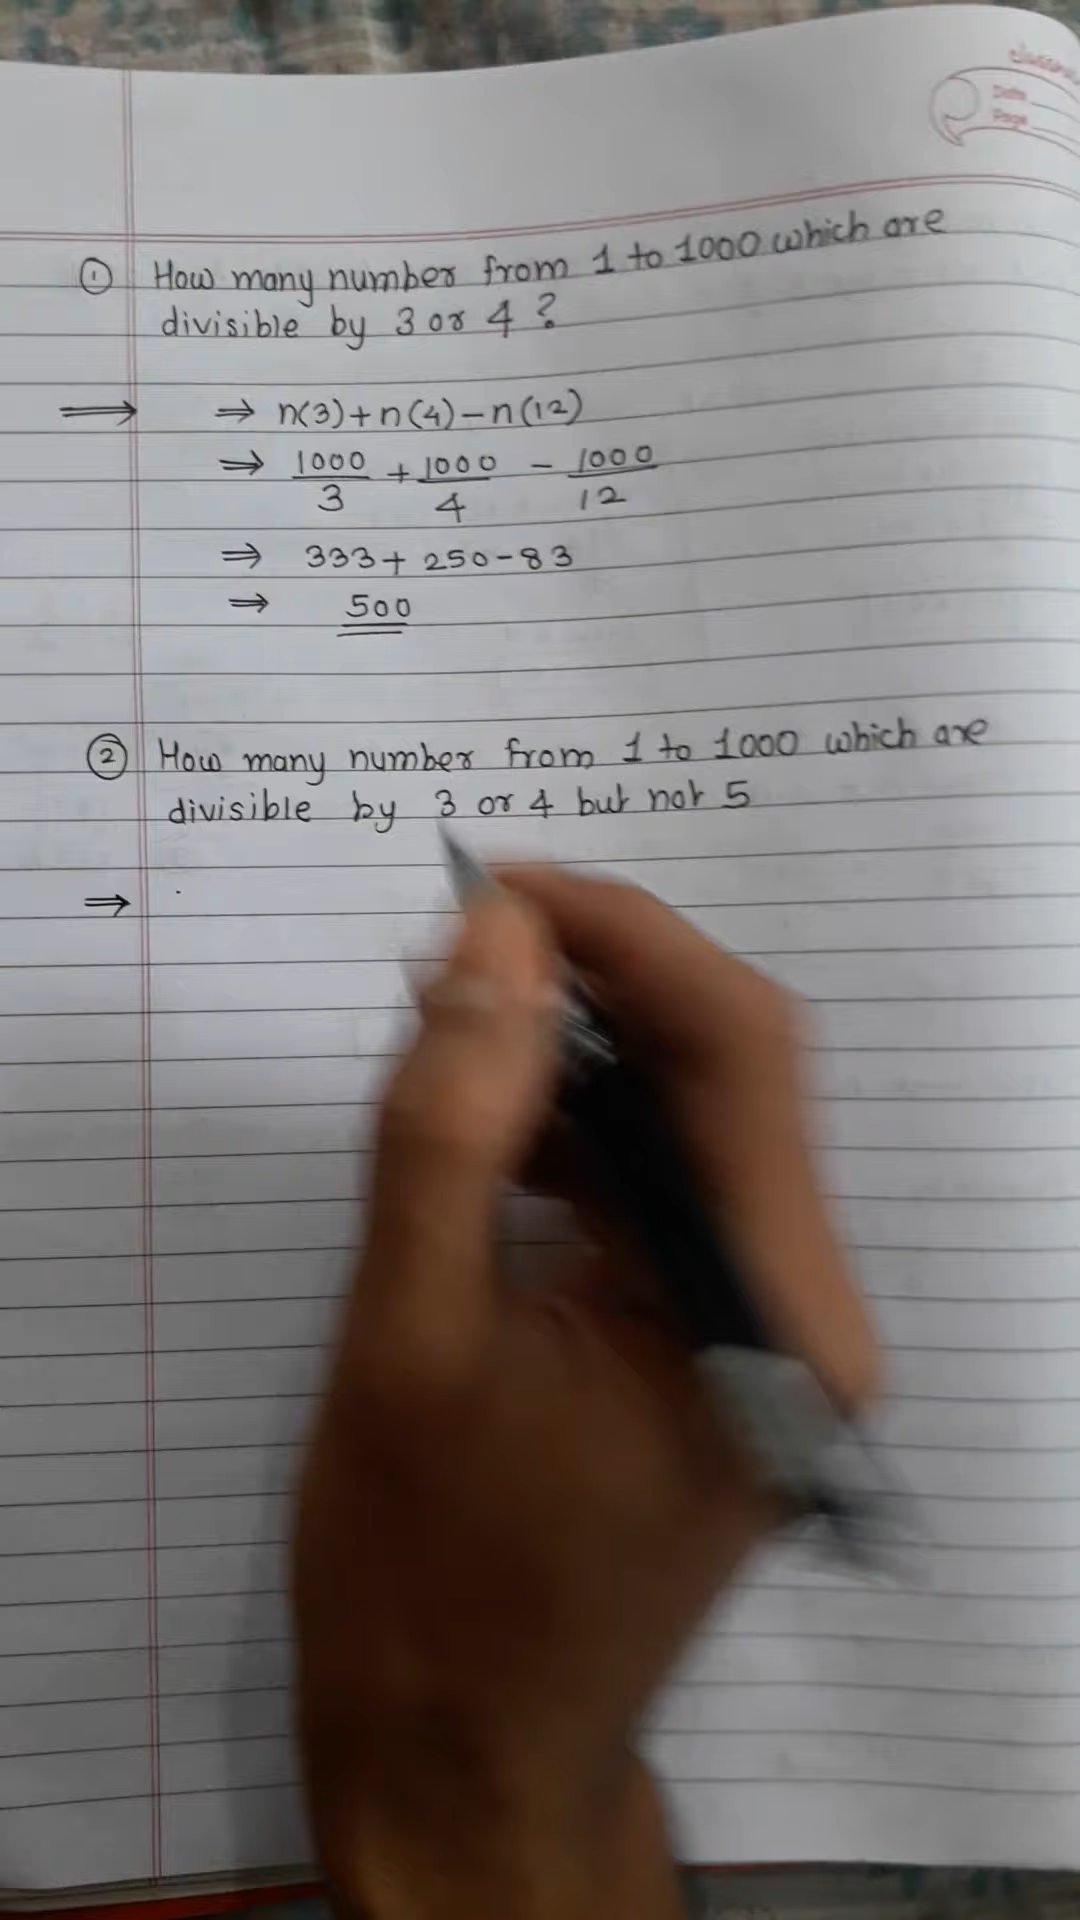 Date
Page
① How many number from 1 to 1000 which are
divisible by 3 or 4 ?
⟹ ⇒ n(3)+n(4)-n(12)
⇒ 1000/3 + 1000/4 - 1000/12
⇒ 333+ 250-83
⇒ 500
② How many number from 1 to 1000 which are
divisible by 3 or 4 but not 5
⇒